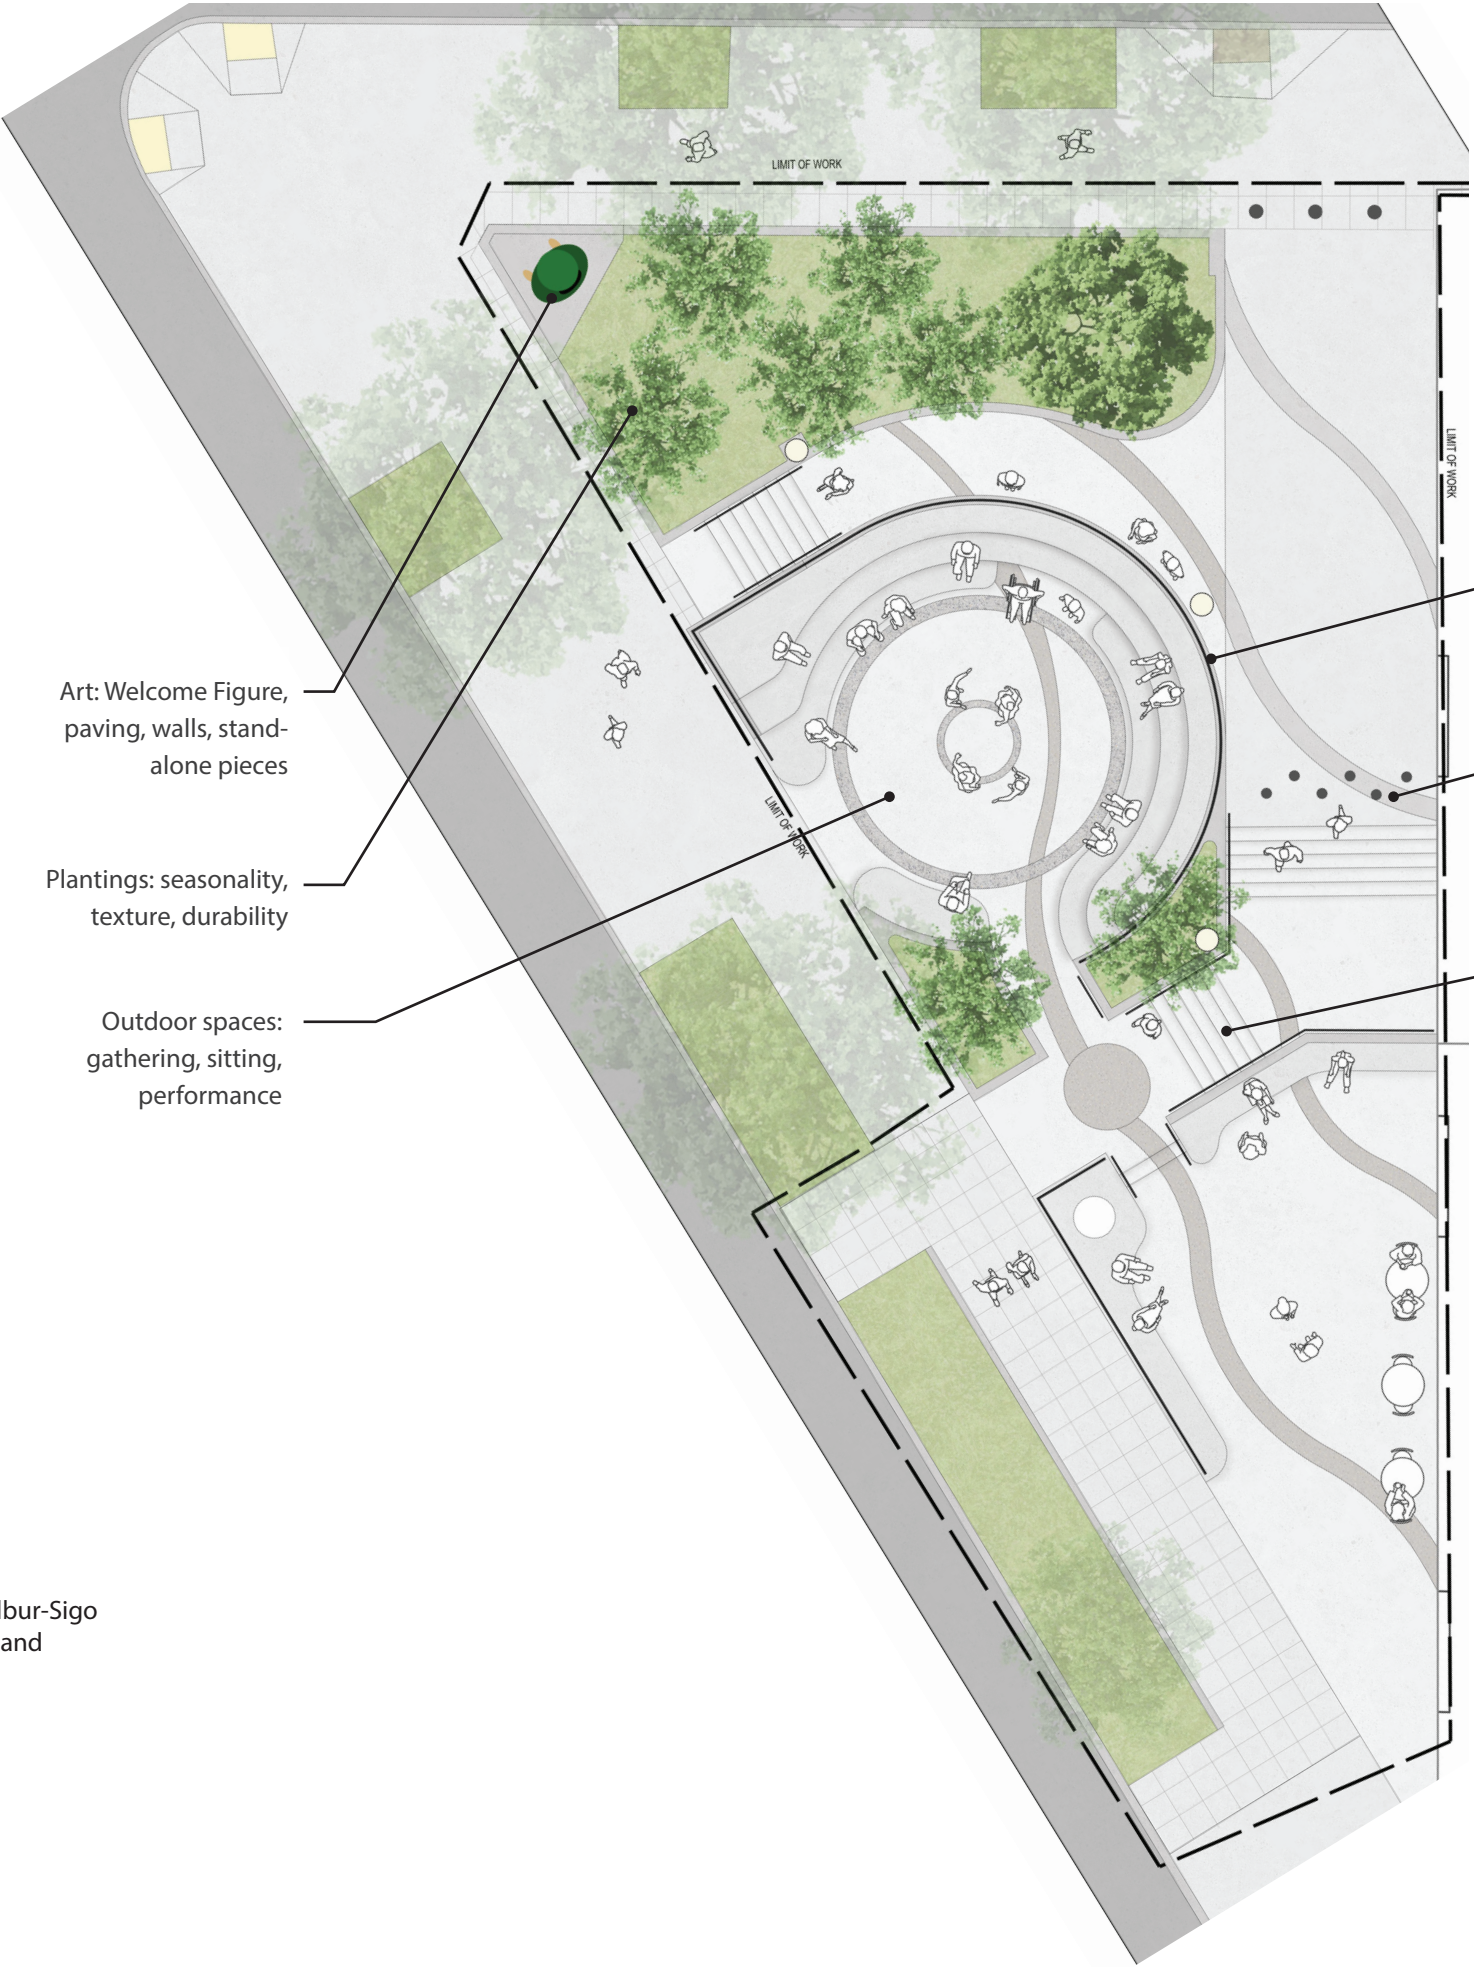 LIMIT OF WORK
LIMIT OF WORK
Art: Welcome Figure,
paving, walls, stand-
alone pieces
LIMIT OF WORK
Plantings: seasonality,
texture, durability
Outdoor spaces:
gathering, sitting,
performance
lbur-Sigo
and